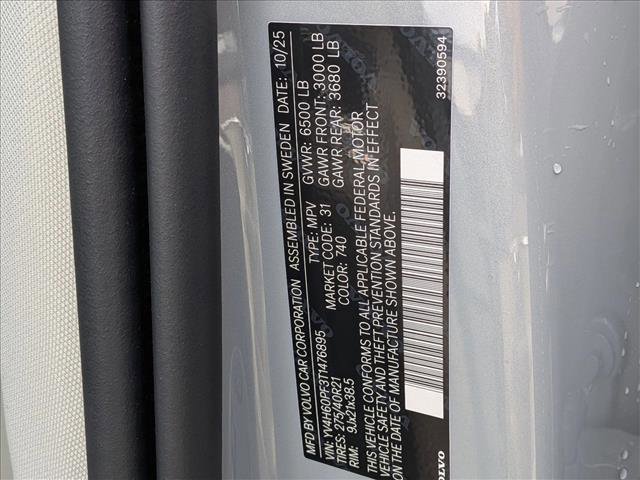 MFD BY VOLVO CAR CORPORATION ASSEMBLED IN SWEDEN DATE: 10/25
VIN: YV4H60PF3T1476895 TYPE: MPV GVWR: 6500 LB
TIRES: 275/40R21 MARKET CODE: 31 GAWR FRONT: 3000 LB
RIM: 9Jx21x38.5 COLOR: 740 GAWR REAR: 3680 LB
THIS VEHICLE CONFORMS TO ALL APPLICABLE FEDERAL MOTOR
VEHICLE SAFETY AND THEFT PREVENTION STANDARDS IN EFFECT
ON THE DATE OF MANUFACTURE SHOWN ABOVE.
VOLVO 32390594